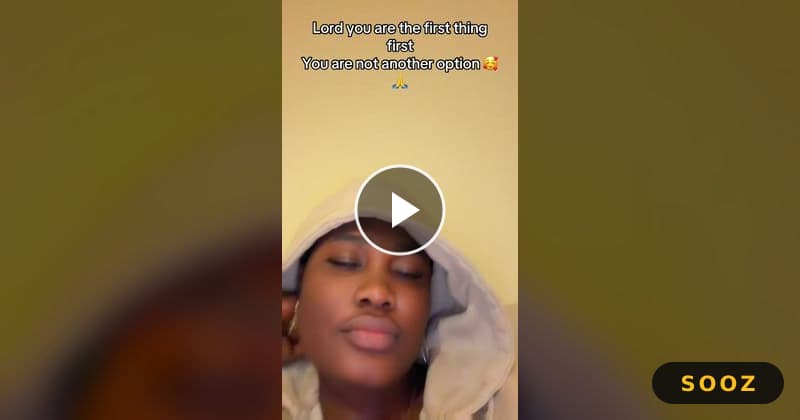 Lord you are the first thing
first
You are not another option 🥰
🙏
SOOZ